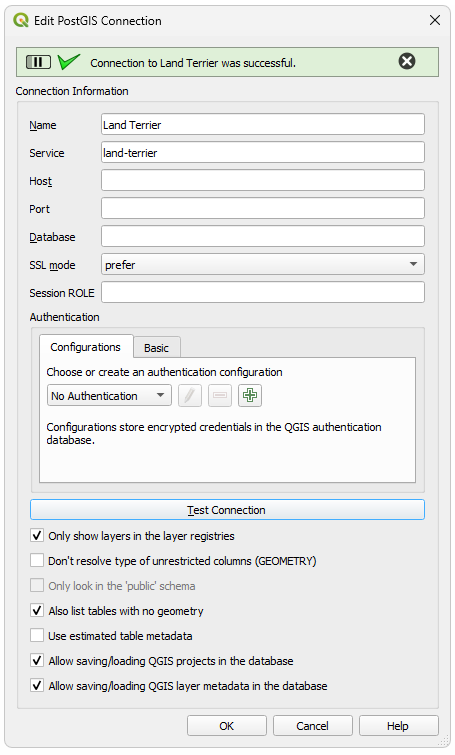 Edit PostGIS Connection
Connection to Land Terrier was successful.
Connection Information
Name Land Terrier
Service land-terrier
Host
Port
Database
SSL mode prefer
Session ROLE
Authentication
Configurations Basic
Choose or create an authentication configuration
No Authentication
Configurations store encrypted credentials in the QGIS authentication
database.
Test Connection
Only show layers in the layer registries
Don't resolve type of unrestricted columns (GEOMETRY)
Only look in the 'public' schema
Also list tables with no geometry
Use estimated table metadata
Allow saving/loading QGIS projects in the database
Allow saving/loading QGIS layer metadata in the database
OK Cancel Help